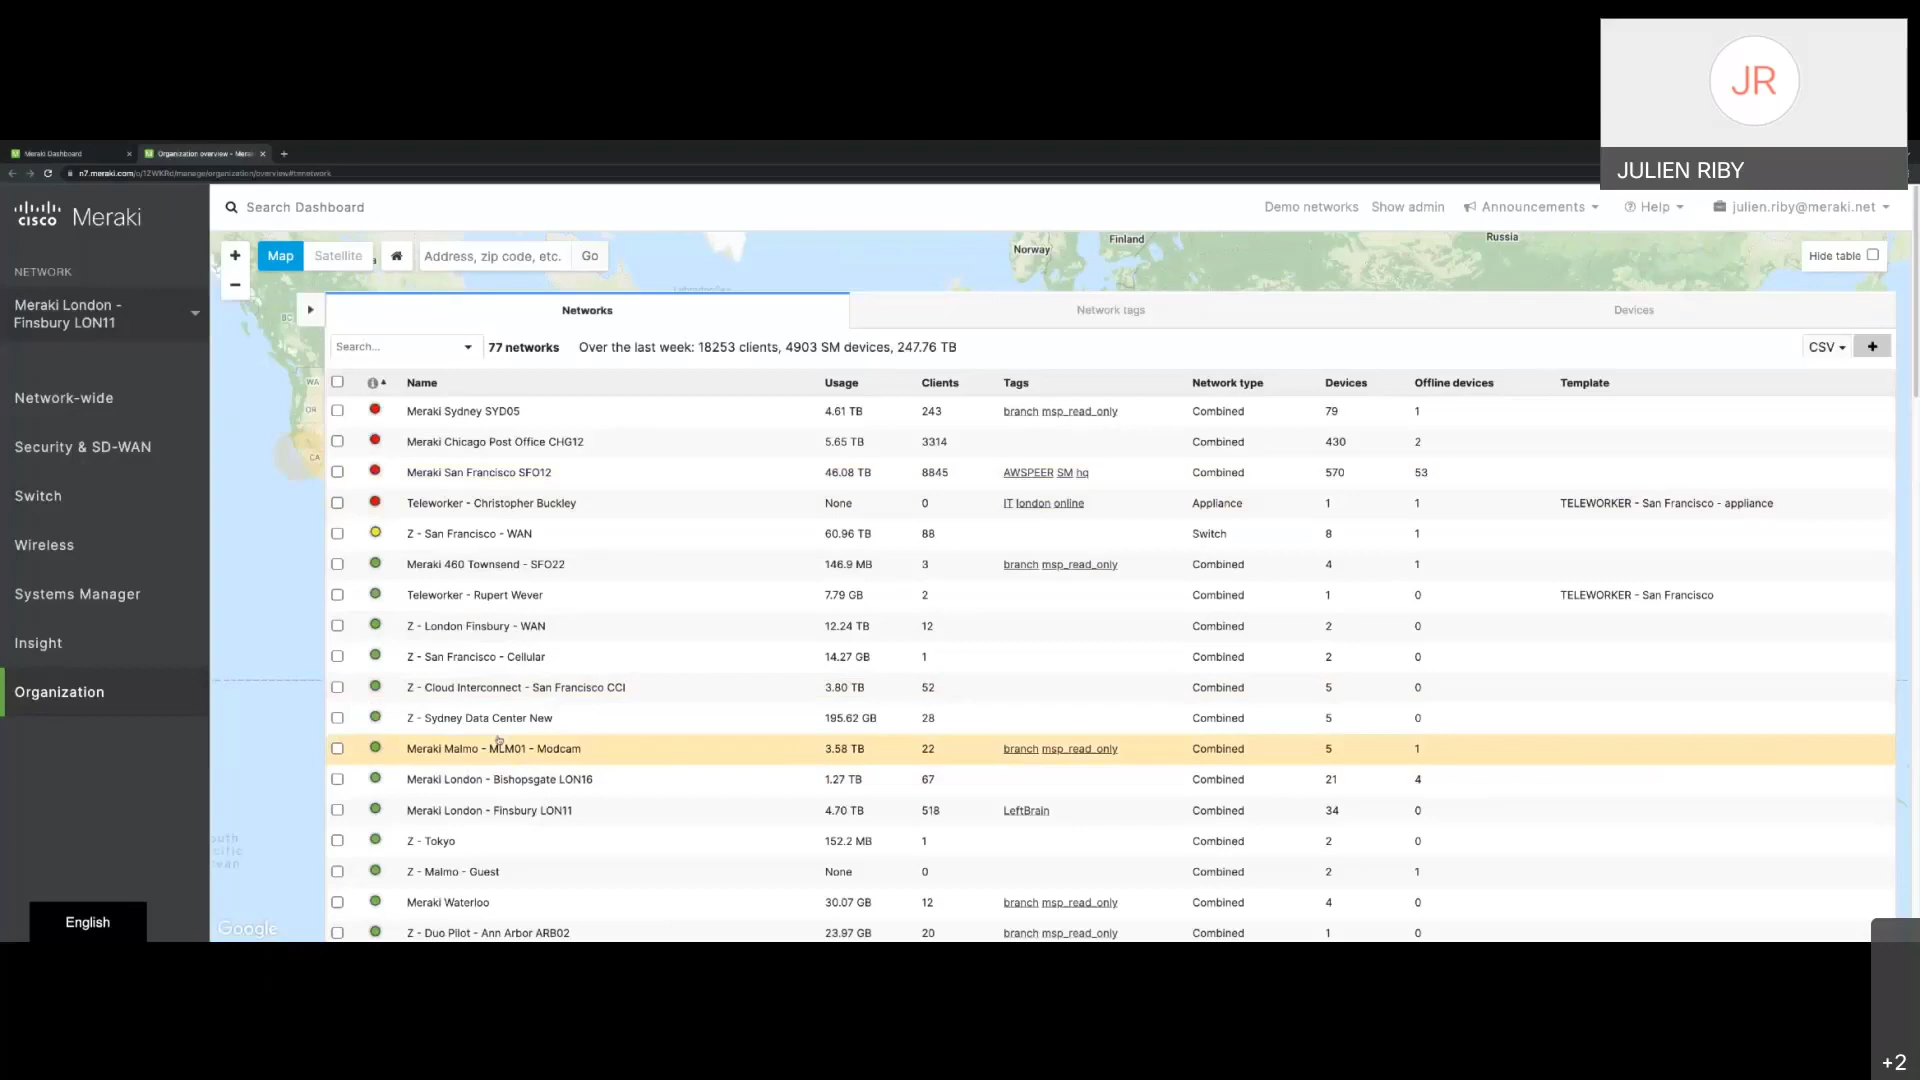 JR
JULIEN RIBY
Meraki Dashboard
Organization overview - Mera
n7.meraki.com/o/1ZWKRd/manage/organization/overview#t=network
CISCO Meraki
Search Dashboard
Demo networks Show admin Announcements Help julien.riby@meraki.net
NETWORK
Meraki London -
Finsbury LON11
Network-wide
Security & SD-WAN
Switch
Wireless
Systems Manager
Insight
Organization
English
+ Map Satellite Address, zip code, etc. Go
-
Norway Finland Russia
Hide table
Networks Network tags Devices
Search... 77 networks Over the last week: 18253 clients, 4903 SM devices, 247.76 TB CSV +
Name Usage Clients Tags Network type Devices Offline devices Template
Meraki Sydney SYD05 4.61 TB 243 branch msp_read_only Combined 79 1
Meraki Chicago Post Office CHG12 5.65 TB 3314 Combined 430 2
Meraki San Francisco SFO12 46.08 TB 8845 AWSPEER SM hq Combined 570 53
Teleworker - Christopher Buckley None 0 IT london online Appliance 1 1 TELEWORKER - San Francisco - appliance
Z - San Francisco - WAN 60.96 TB 88 Switch 8 1
Meraki 460 Townsend - SFO22 146.9 MB 3 branch msp_read_only Combined 4 1
Teleworker - Rupert Wever 7.79 GB 2 Combined 1 0 TELEWORKER - San Francisco
Z - London Finsbury - WAN 12.24 TB 12 Combined 2 0
Z - San Francisco - Cellular 14.27 GB 1 Combined 2 0
Z - Cloud Interconnect - San Francisco CCI 3.80 TB 52 Combined 5 0
Z - Sydney Data Center New 195.62 GB 28 Combined 5 0
Meraki Malmo - MLM01 - Modcam 3.58 TB 22 branch msp_read_only Combined 5 1
Meraki London - Bishopsgate LON16 1.27 TB 67 Combined 21 4
Meraki London - Finsbury LON11 4.70 TB 518 LeftBrain Combined 34 0
Z - Tokyo 152.2 MB 1 Combined 2 0
Z - Malmo - Guest None 0 Combined 2 1
Meraki Waterloo 30.07 GB 12 branch msp_read_only Combined 4 0
Z - Duo Pilot - Ann Arbor ARB02 23.97 GB 20 branch msp_read_only Combined 1 0
BC
WA
OR
CA
Google
+2